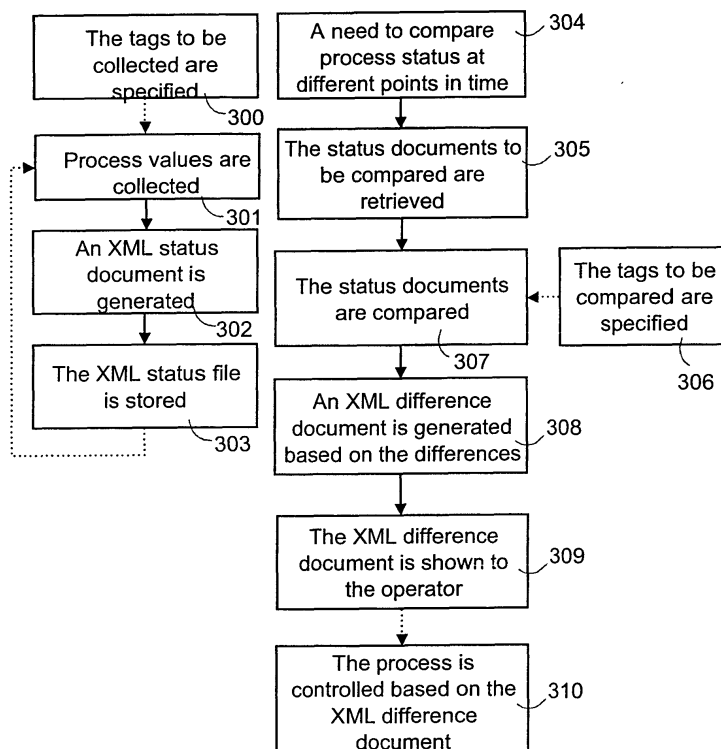 The tags to be
collected are
specified
300
Process values are
collected
301
An XML status
document is
generated
302
The XML status file
is stored
303
A need to compare
process status at
different points in time
304
The status documents to
be compared are
retrieved
305
The status documents
are compared
307
The tags to be
compared are
specified
306
An XML difference
document is generated
based on the differences
308
The XML difference
document is shown to
the operator
309
The process is
controlled based on the
XML difference
document
310